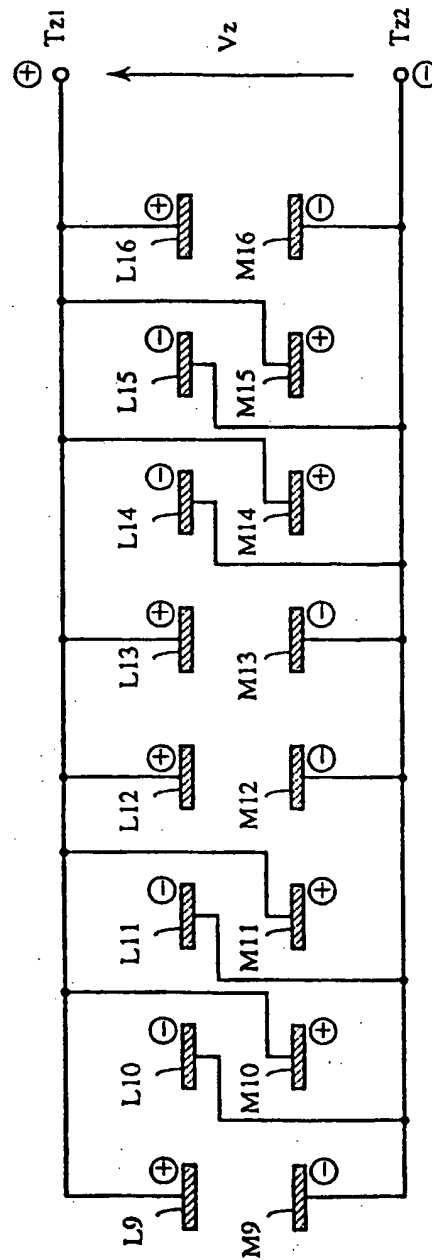 ⊕ Tz1
L9 ⊕ L10 ⊖ L11 ⊖ L12 ⊕ L13 ⊕ L14 ⊖ L15 ⊖ L16 ⊕
Vz
M9 ⊖ M10 ⊕ M11 ⊕ M12 ⊖ M13 ⊖ M14 ⊕ M15 ⊕ M16 ⊖
⊖ Tz2